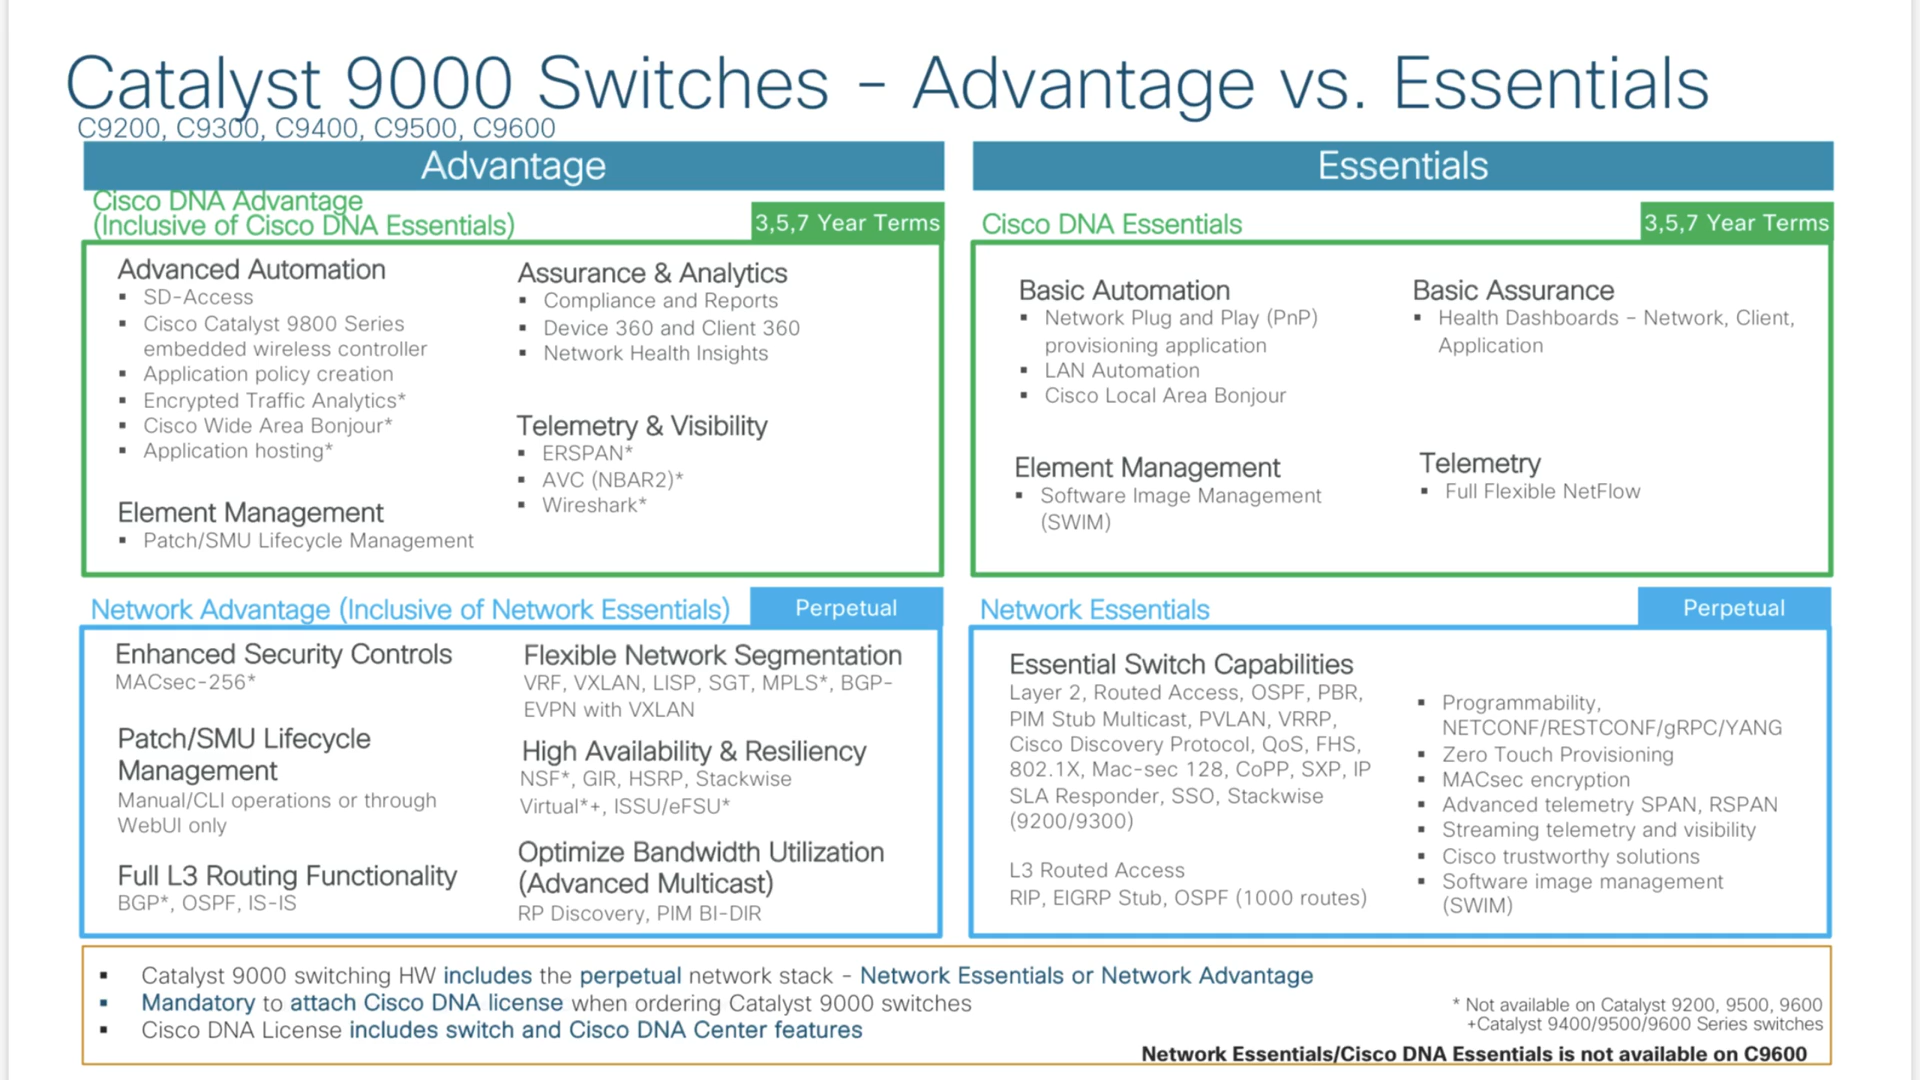 Catalyst 9000 Switches - Advantage vs. Essentials
C9200, C9300, C9400, C9500, C9600
Advantage
Cisco DNA Advantage
(Inclusive of Cisco DNA Essentials)
3,5,7 Year Terms
Advanced Automation
▪ SD-Access
▪ Cisco Catalyst 9800 Series
embedded wireless controller
▪ Application policy creation
▪ Encrypted Traffic Analytics*
▪ Cisco Wide Area Bonjour*
▪ Application hosting*
Element Management
▪ Patch/SMU Lifecycle Management
Assurance & Analytics
▪ Compliance and Reports
▪ Device 360 and Client 360
▪ Network Health Insights
Telemetry & Visibility
▪ ERSPAN*
▪ AVC (NBAR2)*
▪ Wireshark*
Essentials
Cisco DNA Essentials
3,5,7 Year Terms
Basic Automation
▪ Network Plug and Play (PnP)
provisioning application
▪ LAN Automation
▪ Cisco Local Area Bonjour
Element Management
▪ Software Image Management
(SWIM)
Basic Assurance
▪ Health Dashboards – Network, Client,
Application
Telemetry
▪ Full Flexible NetFlow
Network Advantage (Inclusive of Network Essentials)
Perpetual
Enhanced Security Controls
MACsec-256*
Patch/SMU Lifecycle
Management
Manual/CLI operations or through
WebUI only
Full L3 Routing Functionality
BGP*, OSPF, IS-IS
Flexible Network Segmentation
VRF, VXLAN, LISP, SGT, MPLS*, BGP-
EVPN with VXLAN
High Availability & Resiliency
NSF*, GIR, HSRP, Stackwise
Virtual*+, ISSU/eFSU*
Optimize Bandwidth Utilization
(Advanced Multicast)
RP Discovery, PIM BI-DIR
Network Essentials
Perpetual
Essential Switch Capabilities
Layer 2, Routed Access, OSPF, PBR,
PIM Stub Multicast, PVLAN, VRRP,
Cisco Discovery Protocol, QoS, FHS,
802.1X, Mac-sec 128, CoPP, SXP, IP
SLA Responder, SSO, Stackwise
(9200/9300)
L3 Routed Access
RIP, EIGRP Stub, OSPF (1000 routes)
▪ Programmability,
NETCONF/RESTCONF/gRPC/YANG
▪ Zero Touch Provisioning
▪ MACsec encryption
▪ Advanced telemetry SPAN, RSPAN
▪ Streaming telemetry and visibility
▪ Cisco trustworthy solutions
▪ Software image management
(SWIM)
▪ Catalyst 9000 switching HW includes the perpetual network stack – Network Essentials or Network Advantage
▪ Mandatory to attach Cisco DNA license when ordering Catalyst 9000 switches
▪ Cisco DNA License includes switch and Cisco DNA Center features
* Not available on Catalyst 9200, 9500, 9600
+Catalyst 9400/9500/9600 Series switches
Network Essentials/Cisco DNA Essentials is not available on C9600